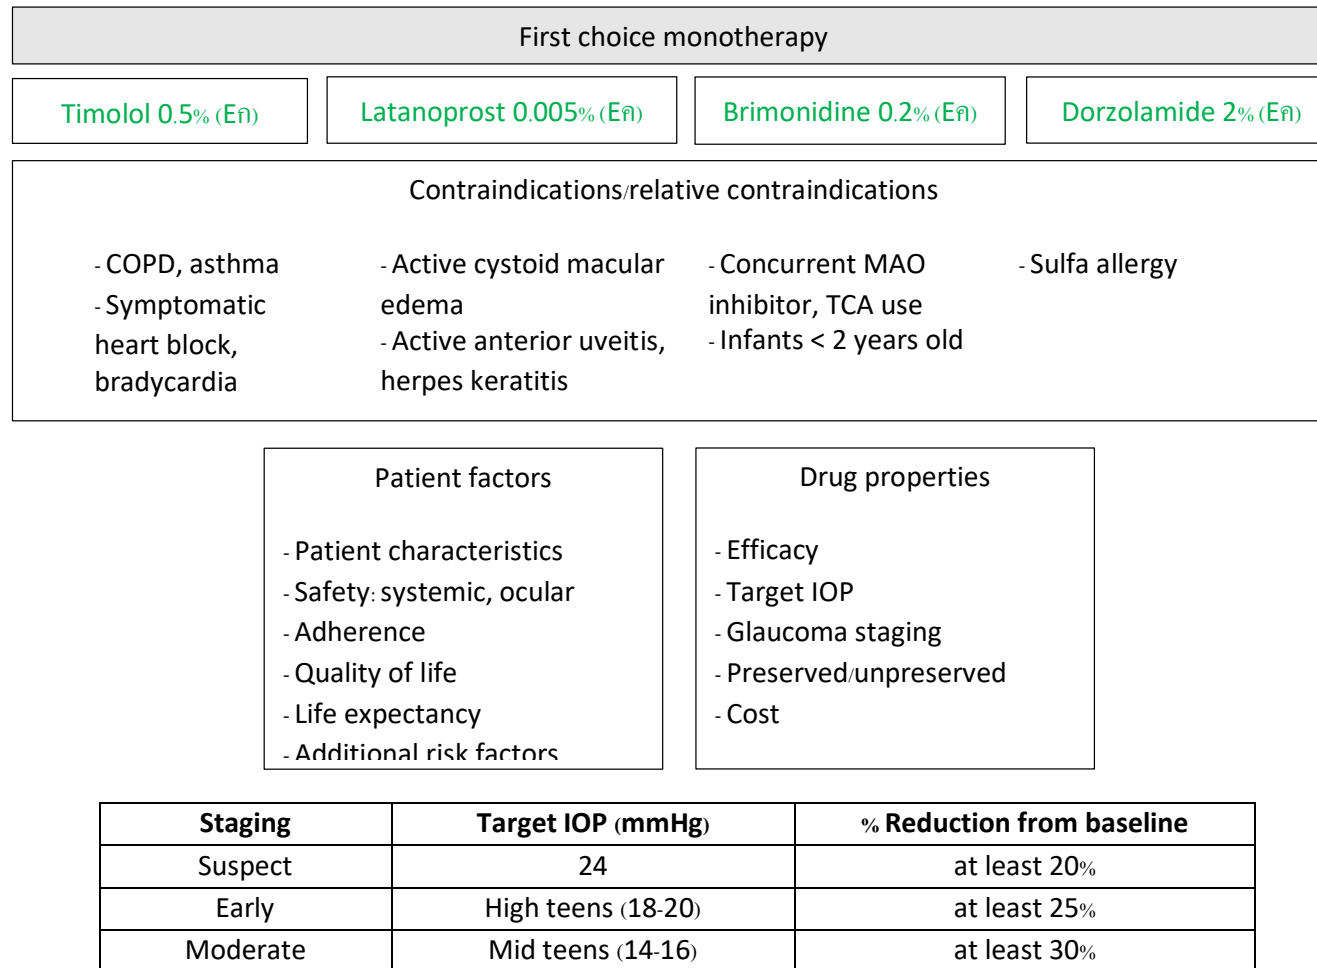 First choice monotherapy
Timolol 0.5% (Eก)
Latanoprost 0.005% (Eค)
Brimonidine 0.2% (Eค)
Dorzolamide 2% (Eค)
Contraindications/relative contraindications
- COPD, asthma
- Symptomatic
heart block,
bradycardia
- Active cystoid macular
edema
- Active anterior uveitis,
herpes keratitis
- Concurrent MAO
inhibitor, TCA use
- Infants < 2 years old
- Sulfa allergy
Patient factors
- Patient characteristics
- Safety: systemic, ocular
- Adherence
- Quality of life
- Life expectancy
- Additional risk factors
Drug properties
- Efficacy
- Target IOP
- Glaucoma staging
- Preserved/unpreserved
- Cost
Staging Target IOP (mmHg) % Reduction from baseline
Suspect 24 at least 20%
Early High teens (18-20) at least 25%
Moderate Mid teens (14-16) at least 30%